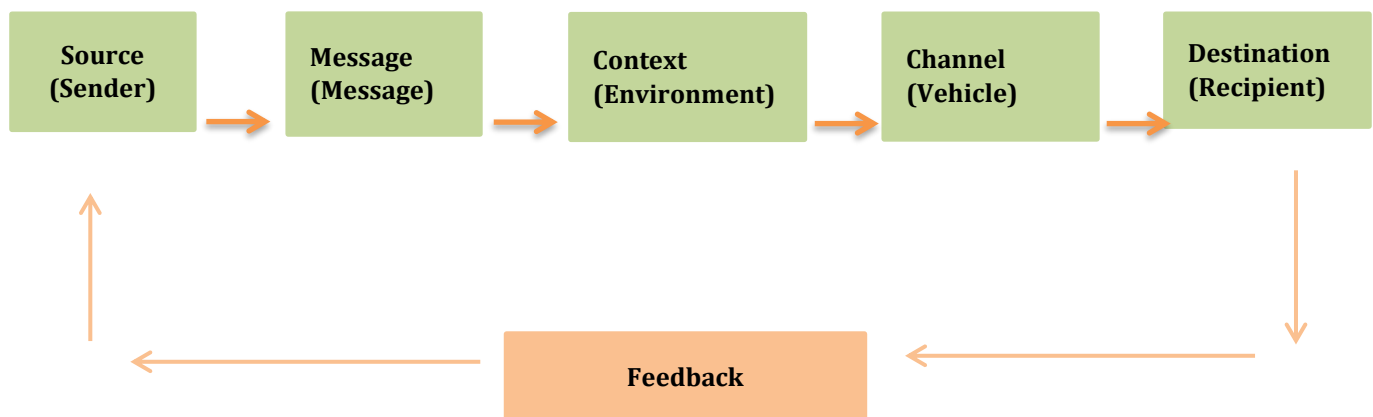 Source
(Sender)
Message
(Message)
Context
(Environment)
Channel
(Vehicle)
Destination
(Recipient)
Feedback